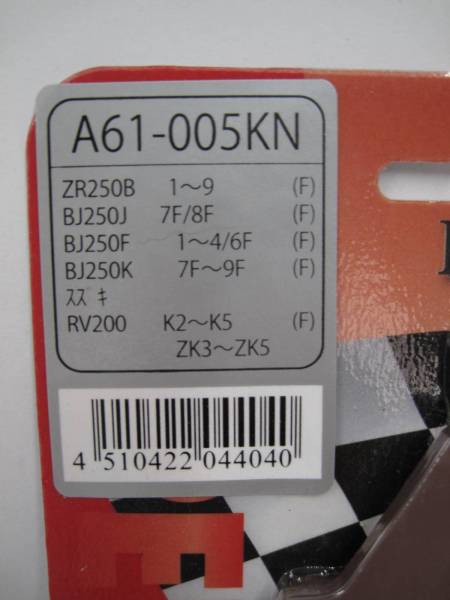 A61-005KN
ZR250B 1〜9 (F)
BJ250J 7F/8F (F)
BJ250F 1〜4/6F (F)
BJ250K 7F〜9F (F)
ｽｽﾞｷ
RV200 K2〜K5 (F)
ZK3〜ZK5
4 510422 044040
E